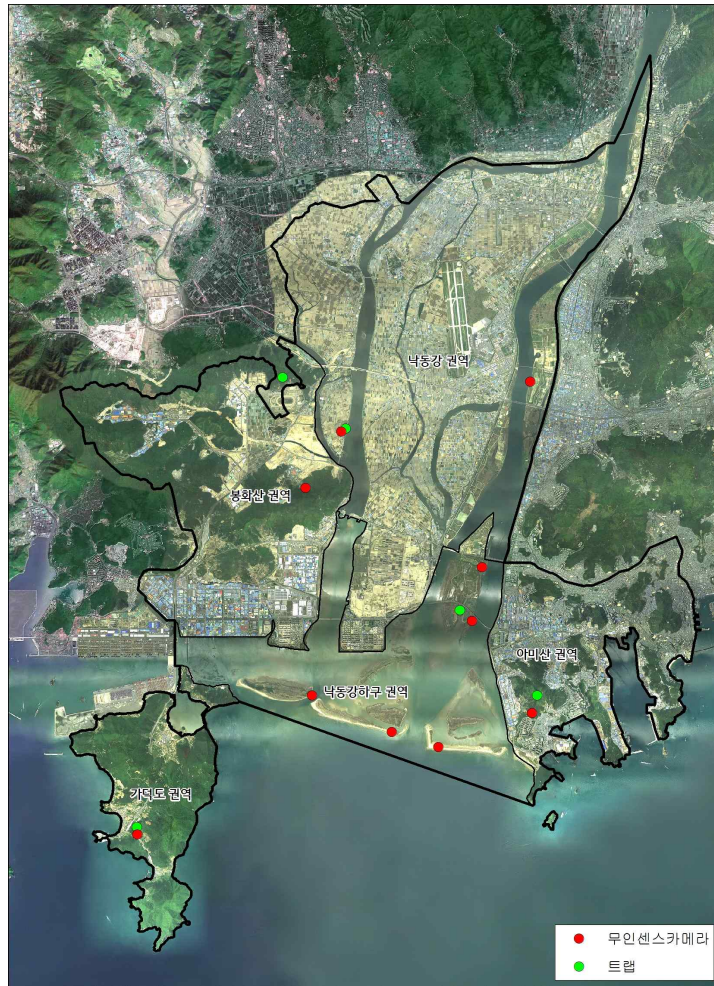 낙동강 권역
봉화산 권역
아미산 권역
낙동강하구 권역
가덕도 권역
무인센스카메라
트랩